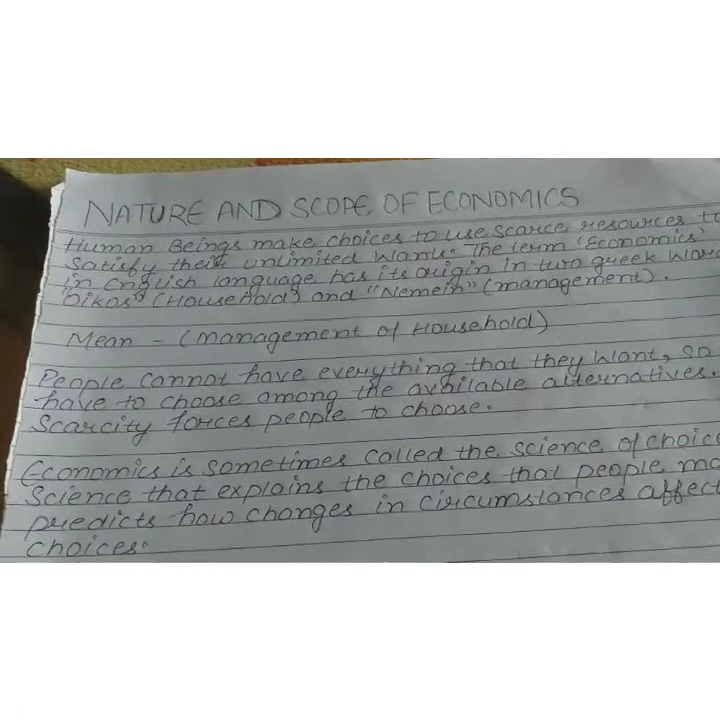 NATURE AND SCOPE OF ECONOMICS
Human Beings make choices to use scarce resources to
satisfy their unlimited wants. The term 'Economics'
in English language has its origin in two greek
"Oikos" (Household) and "Nemein" (management).
Mean - (management of Household)
People cannot have everything that they want, so
have to choose among the available alternatives.
Scarcity forces people to choose.
Economics is sometimes called the science of choice
Science that explains the choices that people
predicts how changes in circumstances affect
choices.